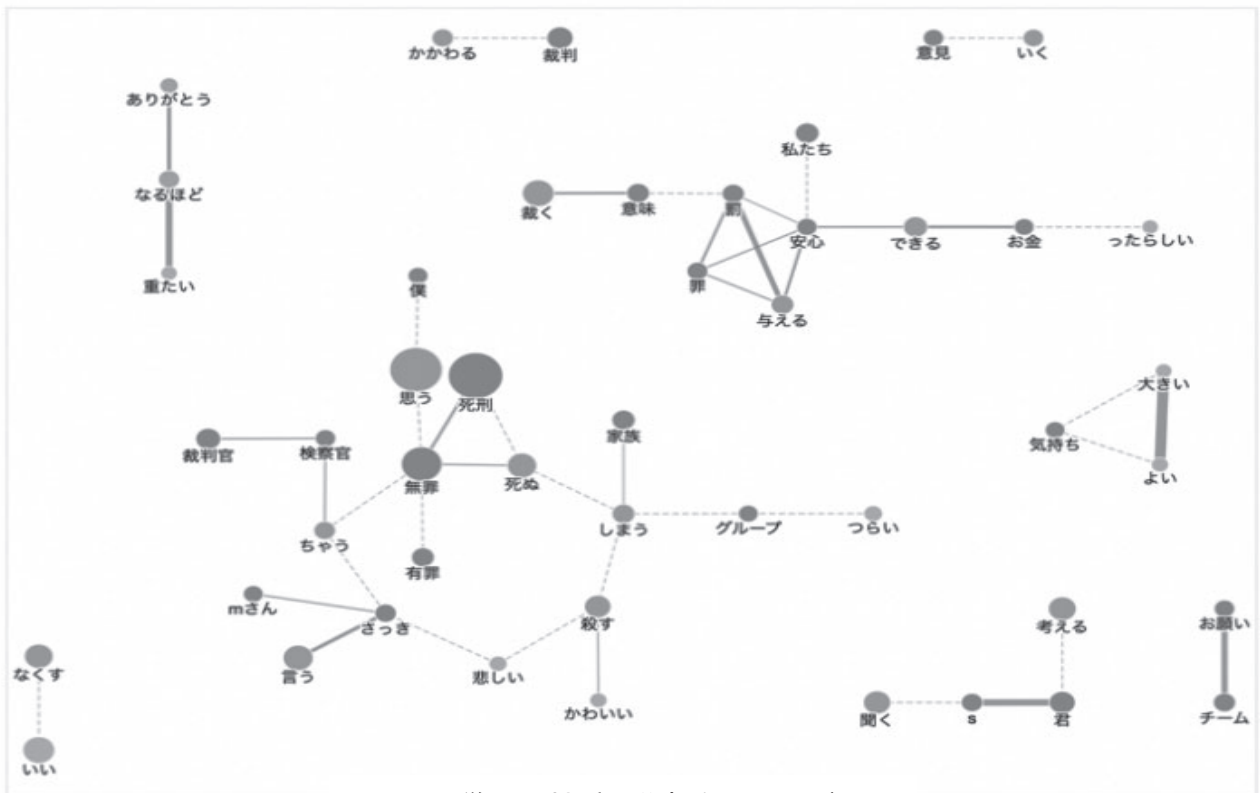 かかわる
裁判
意見
いく
ありがとう
なるほど
重たい
私たち
裁く
意味
罰
安心
できる
お金
ったらしい
罪
与える
僕
思う
死刑
大きい
気持ち
よい
家族
裁判官
検察官
無罪
死ぬ
しまう
グループ
つらい
ちゃう
有罪
mさん
さっき
殺す
言う
悲しい
かわいい
考える
お願い
聞く
s
君
チーム
なくす
いい